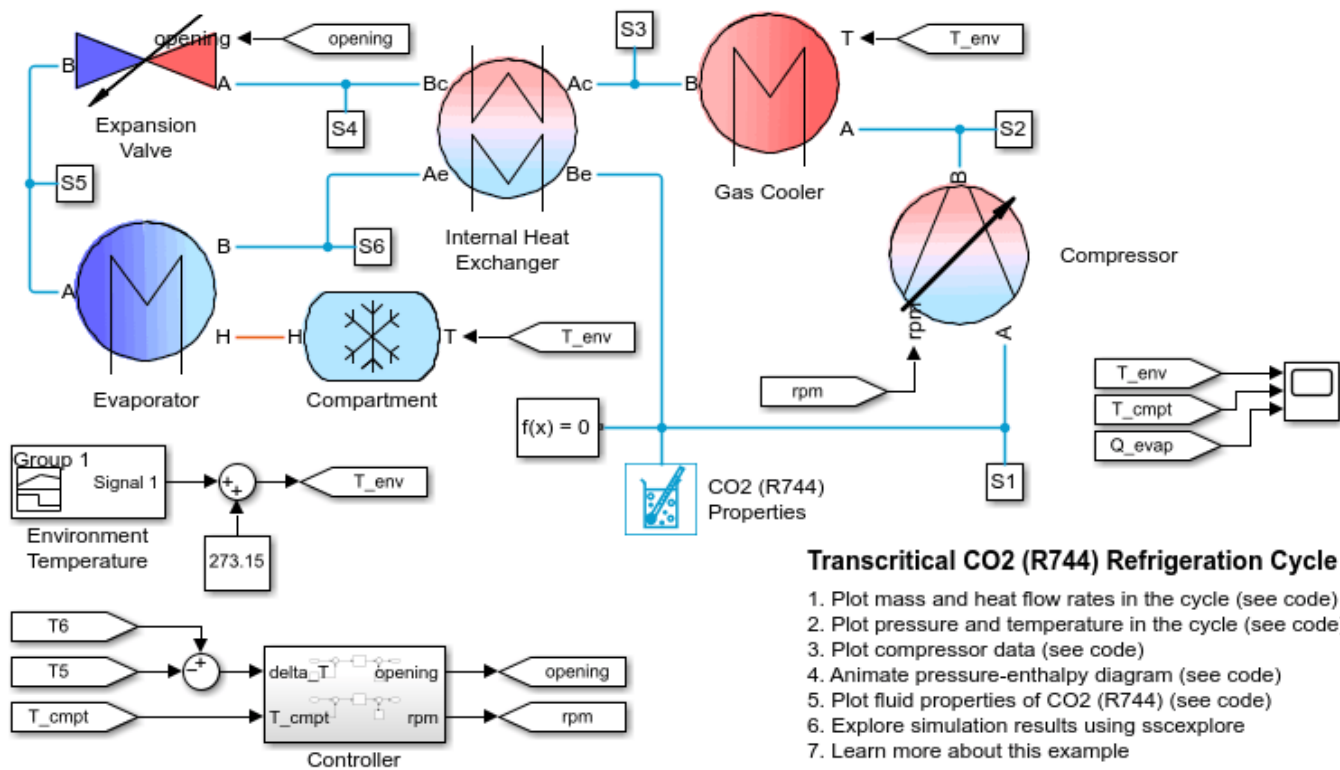 opening
opening
B
A
Expansion
Valve
S4
S5
Bc
Ac
Ae
Be
Internal Heat
Exchanger
S3
B
T
T_env
A
Gas Cooler
S2
B
Compressor
rpm
A
rpm
A
B
H
Evaporator
S6
H
T
T_env
Compartment
f(x) = 0
CO2 (R744)
Properties
S1
T_env
T_cmpt
Q_evap
Group 1
Signal 1
Environment
Temperature
+
+
273.15
T_env
T6
T5
T_cmpt
−
+
delta_T
opening
T_cmpt
rpm
Controller
opening
rpm
Transcritical CO2 (R744) Refrigeration Cycle
1. Plot mass and heat flow rates in the cycle (see code)
2. Plot pressure and temperature in the cycle (see code
3. Plot compressor data (see code)
4. Animate pressure-enthalpy diagram (see code)
5. Plot fluid properties of CO2 (R744) (see code)
6. Explore simulation results using sscexplore
7. Learn more about this example